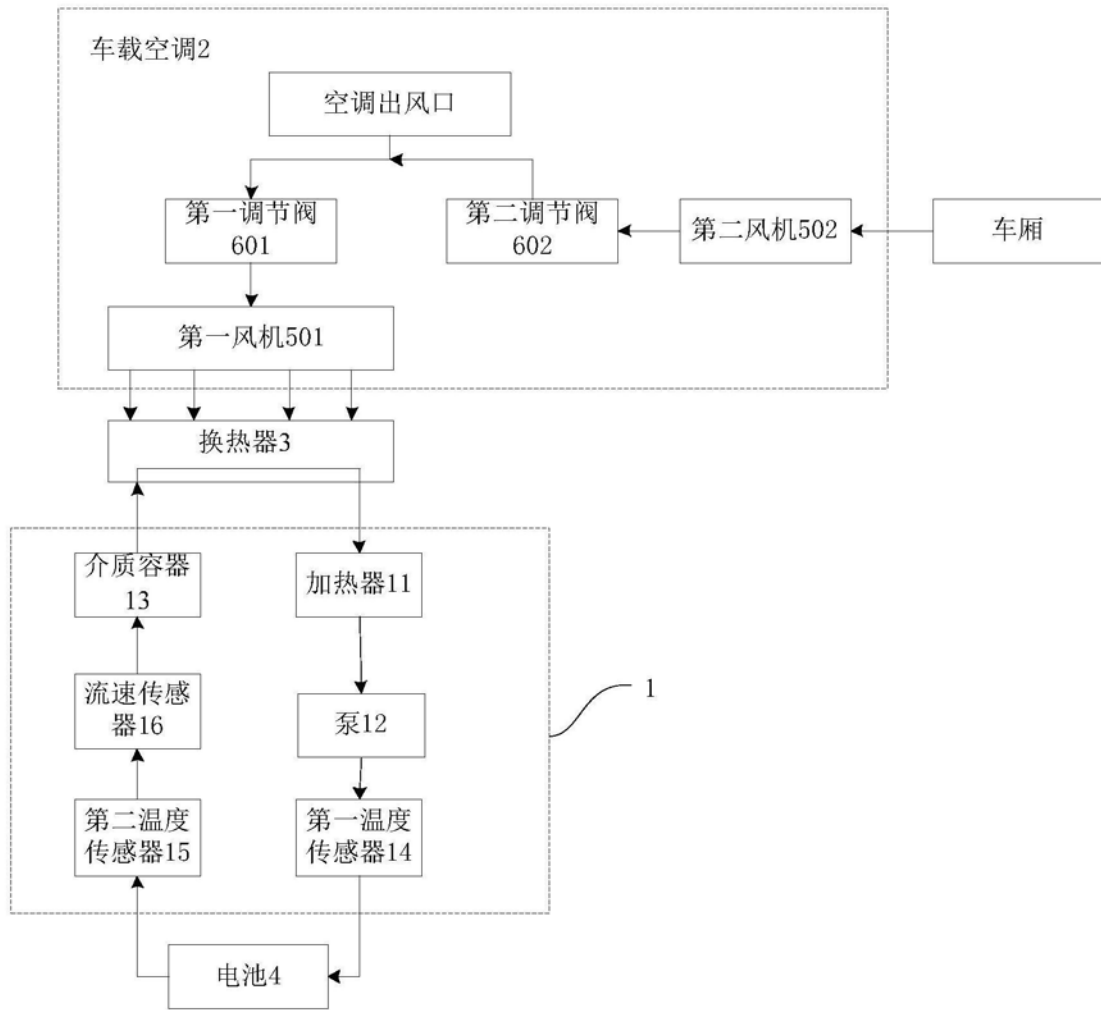 车载空调2
空调出风口
第一调节阀
601
第二调节阀
602
第二风机502
车厢
第一风机501
换热器3
介质容器
13
加热器11
流速传感
器16
泵12
1
第二温度
传感器15
第一温度
传感器14
电池4